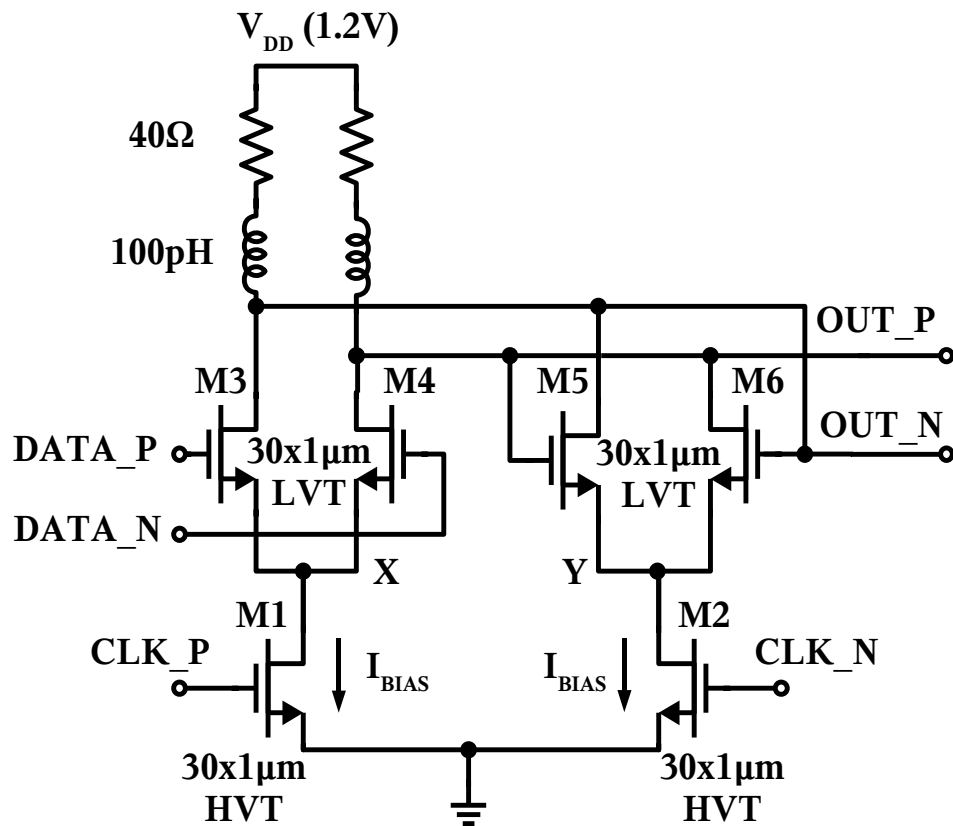 V_DD (1.2V)
40Ω
100pH
OUT_P
M3
M4
M5
M6
DATA_P
30x1µm
LVT
30x1µm
LVT
OUT_N
DATA_N
X
Y
M1
M2
CLK_P
I_BIAS
I_BIAS
CLK_N
30x1µm
HVT
30x1µm
HVT